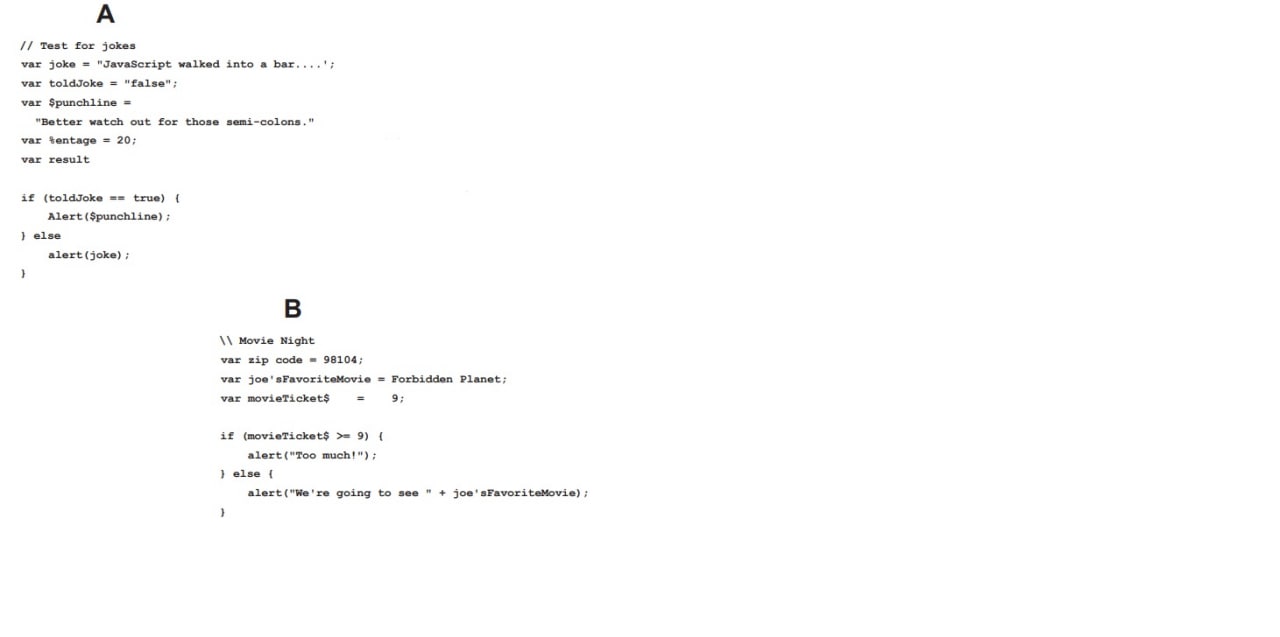 A
// Test for jokes
var joke = "JavaScript walked into a bar....';
var toldJoke = "false";
var $punchline =
"Better watch out for those semi-colons."
var %entage = 20;
var result
if (toldJoke == true) {
Alert($punchline);
} else
alert(joke);
}
B
\\ Movie Night
var zip code = 98104;
var joe'sFavoriteMovie = Forbidden Planet;
var movieTicket$ = 9;
if (movieTicket$ >= 9) {
alert("Too much!");
} else {
alert("We're going to see " + joe'sFavoriteMovie);
}